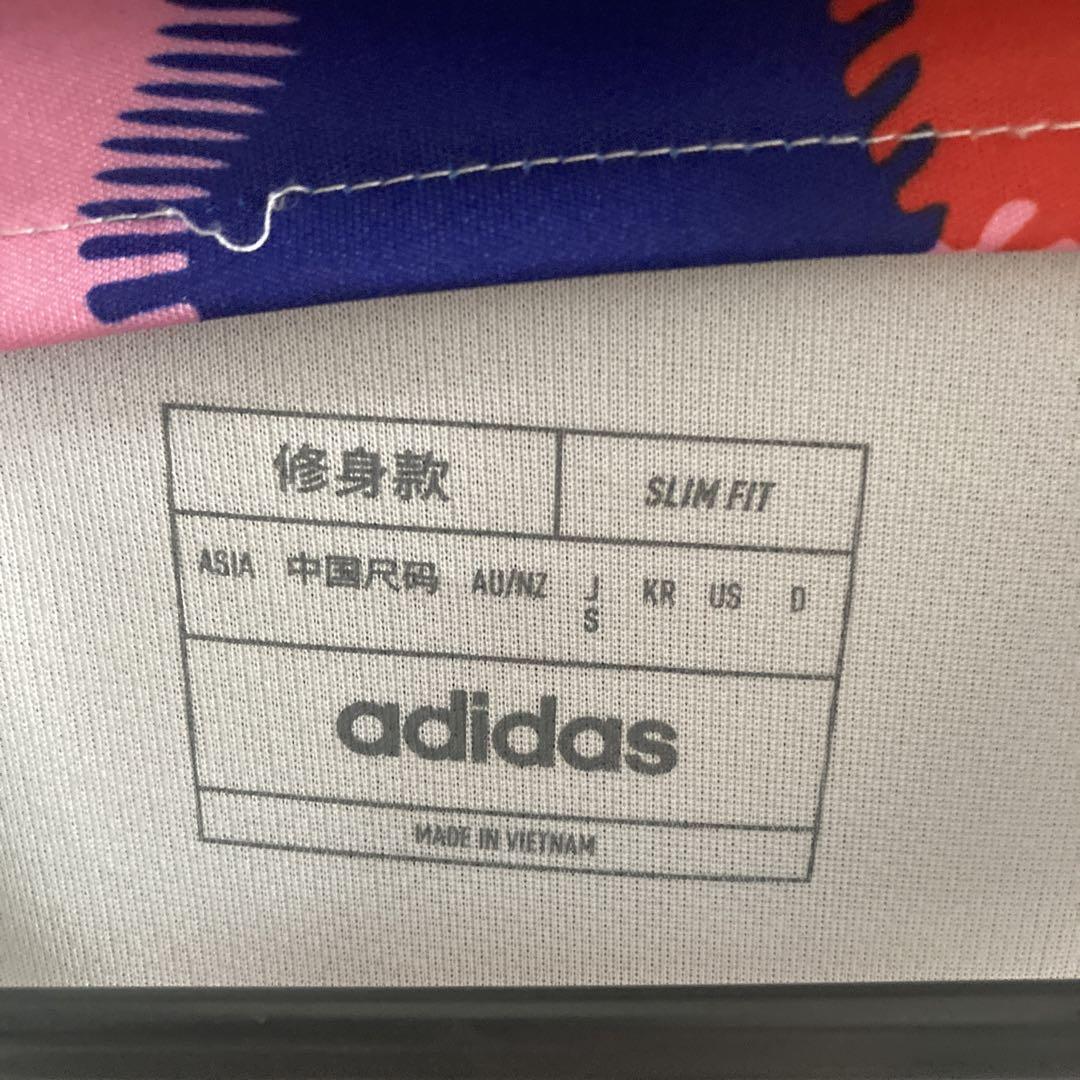 修身款
SLIM FIT
ASIA 中国尺码 AU/NZ J KR US D
S
adidas
MADE IN VIETNAM